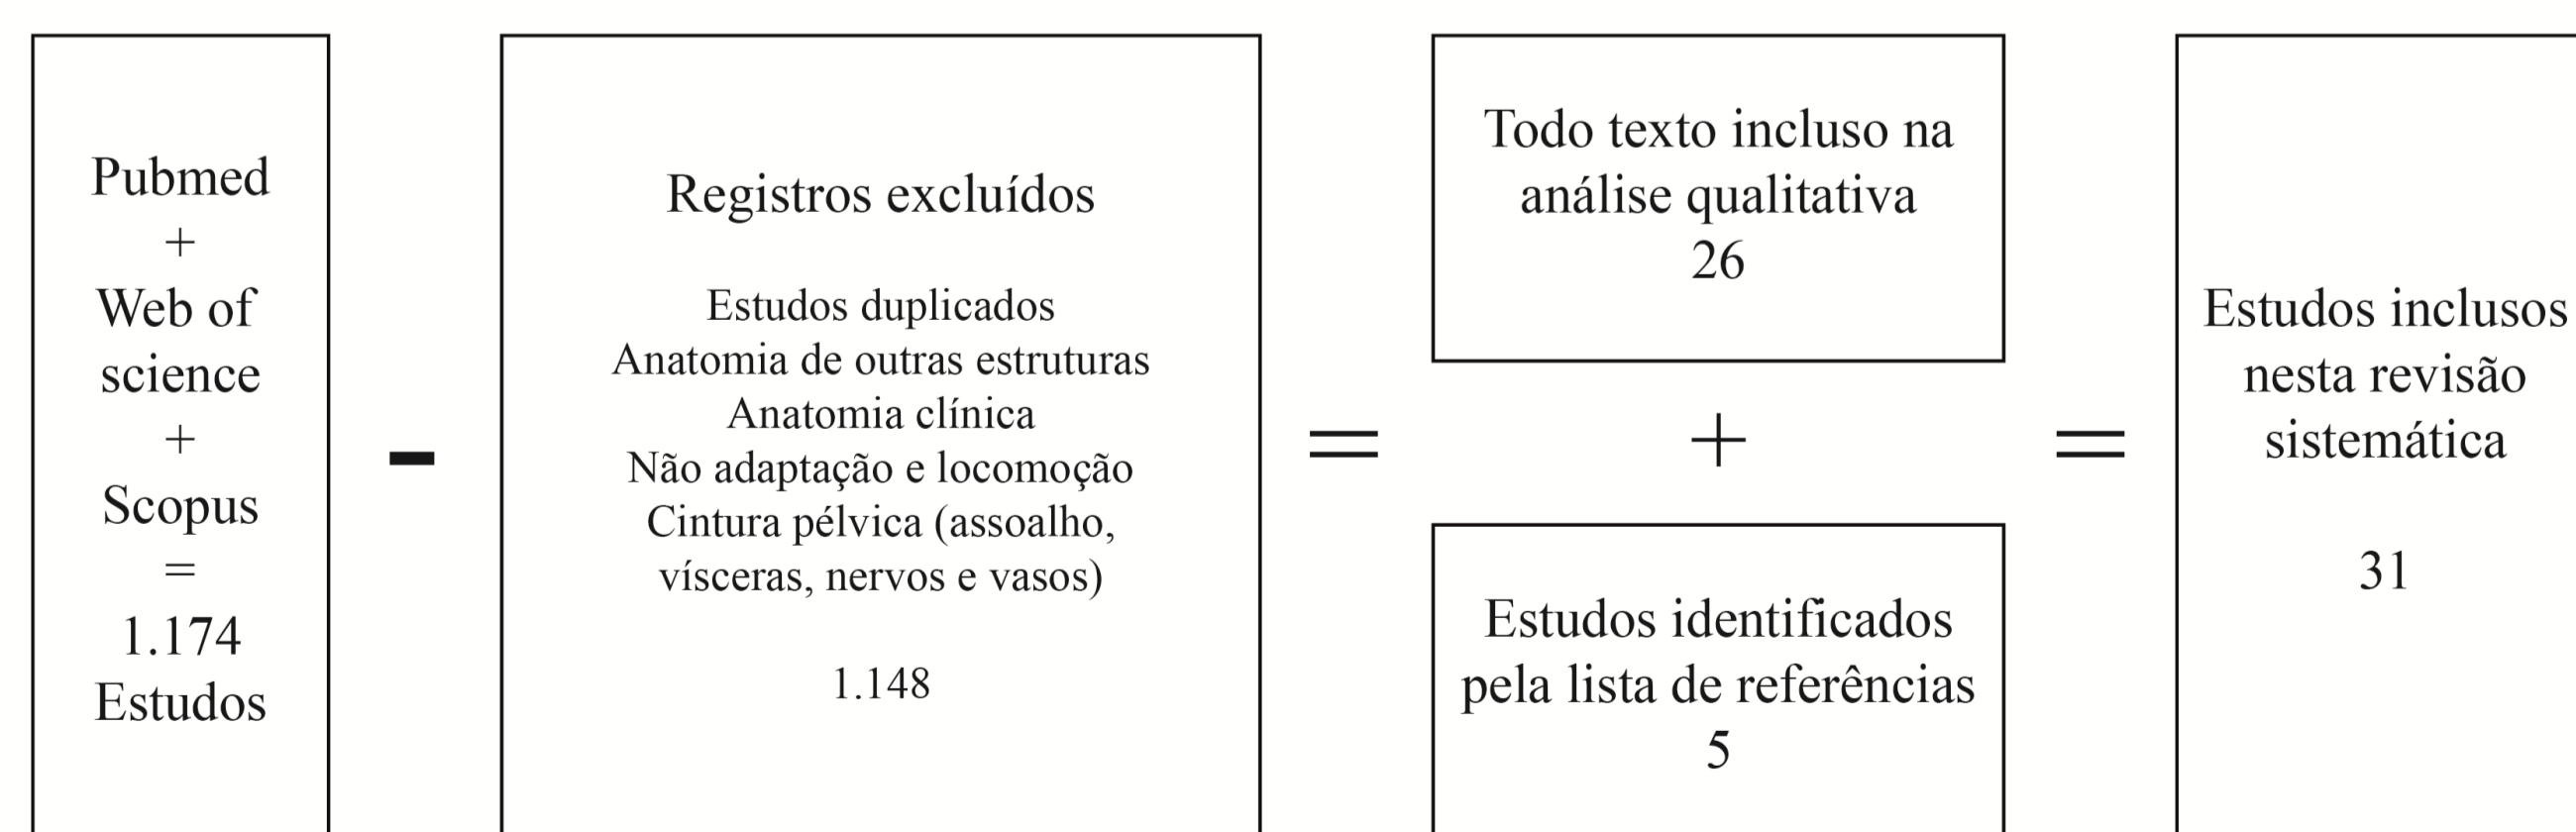 Pubmed
+
Web of
science
+
Scopus
=
1.174
Estudos
-
Registros excluídos
Estudos duplicados
Anatomia de outras estruturas
Anatomia clínica
Não adaptação e locomoção
Cintura pélvica (assoalho,
vísceras, nervos e vasos)
1.148
=
Todo texto incluso na
análise qualitativa
26
+
Estudos identificados
pela lista de referências
5
=
Estudos inclusos
nesta revisão
sistemática
31